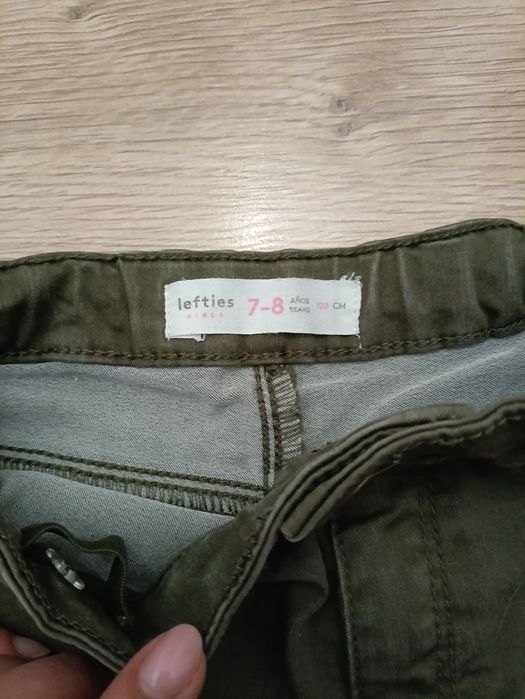 lefties
GIRLS
7-8
AÑOS
YEARS
128 CM